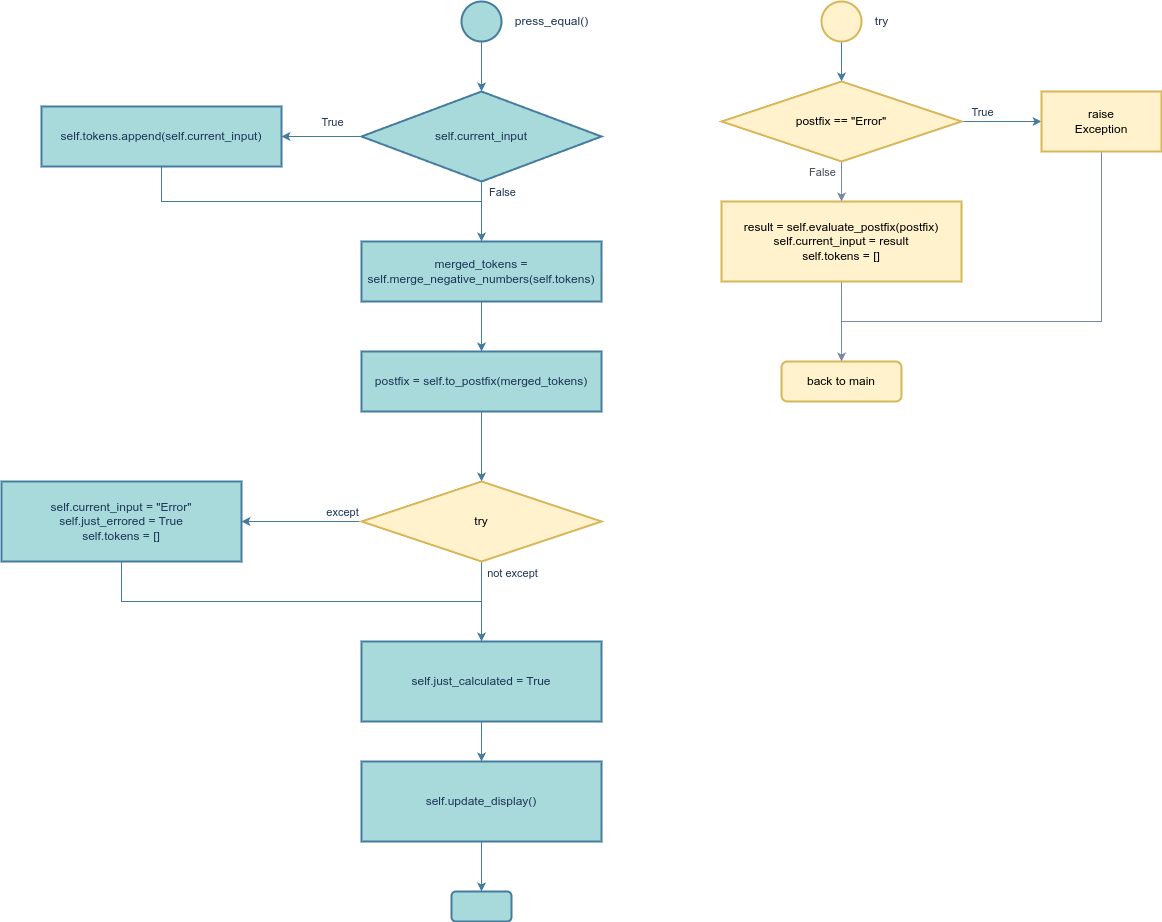 press_equal()
self.current_input
True
self.tokens.append(self.current_input)
False
merged_tokens =
self.merge_negative_numbers(self.tokens)
postfix = self.to_postfix(merged_tokens)
try
except
self.current_input = "Error"
self.just_errored = True
self.tokens = []
not except
self.just_calculated = True
self.update_display()
try
postfix == "Error"
True
raise
Exception
False
result = self.evaluate_postfix(postfix)
self.current_input = result
self.tokens = []
back to main